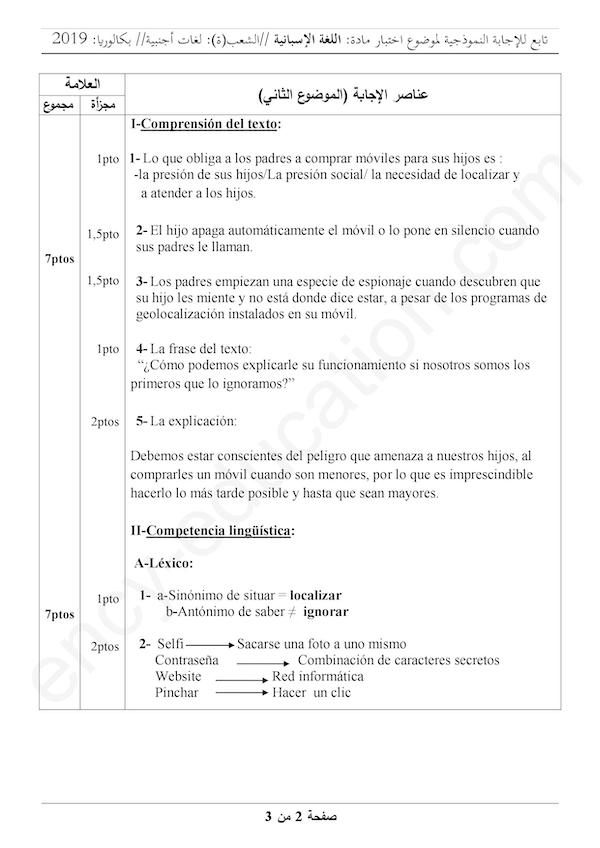 تابع للإجابة النموذجية لموضوع اختبار مادة: اللغة الإسبانية //الشعب(ة): لغات أجنبية// بكالوريا: 2019
العلامة
عناصر الإجابة (الموضوع الثاني)
مجموع
مجزأة
I-Comprensión del texto:
1pto
1- Lo que obliga a los padres a comprar móviles para sus hijos es :
-la presión de sus hijos/La presión social/ la necesidad de localizar y
a atender a los hijos.
1,5pto
2- El hijo apaga automáticamente el móvil o lo pone en silencio cuando
sus padres le llaman.
7ptos
1,5pto
3- Los padres empiezan una especie de espionaje cuando descubren que
su hijo les miente y no está donde dice estar, a pesar de los programas de
geolocalización instalados en su móvil.
1pto
4- La frase del texto:
“¿Cómo podemos explicarle su funcionamiento si nosotros somos los
primeros que lo ignoramos?”
2ptos
5- La explicación:
Debemos estar conscientes del peligro que amenaza a nuestros hijos, al
comprarles un móvil cuando son menores, por lo que es imprescindible
hacerlo lo más tarde posible y hasta que sean mayores.
II-Competencia lingüística:
A-Léxico:
1pto
1- a-Sinónimo de situar = localizar
b-Antónimo de saber ≠ ignorar
7ptos
2ptos
2- Selfi → Sacarse una foto a uno mismo
Contraseña → Combinación de caracteres secretos
Website → Red informática
Pinchar → Hacer un clic
صفحة 2 من 3
ency-education.com